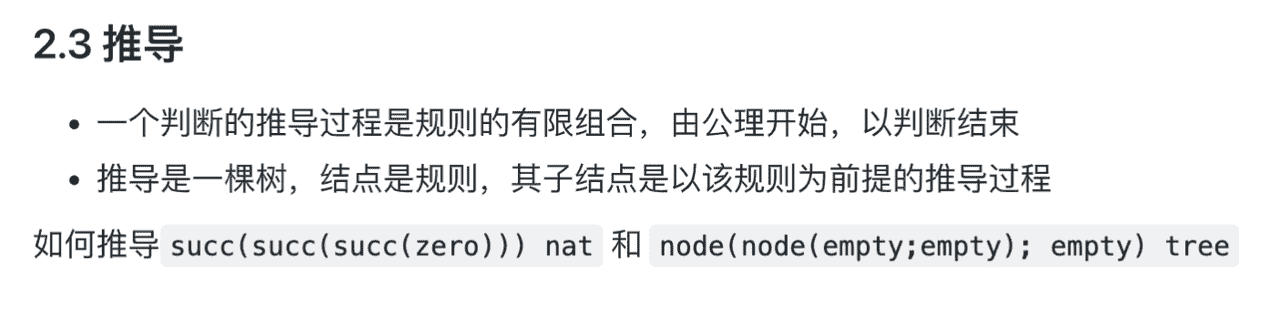 2.3 推导
一个判断的推导过程是规则的有限组合，由公理开始，以判断结束
推导是一棵树，结点是规则，其子结点是以该规则为前提的推导过程
如何推导 succ(succ(succ(zero))) nat 和 node(node(empty;empty); empty) tree